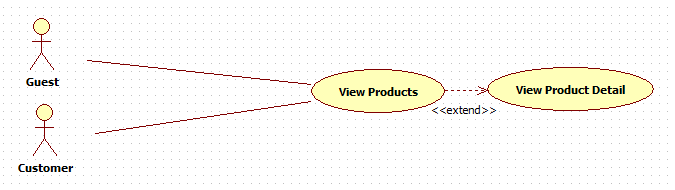 Guest
View Products
View Product Detail
<<extend>>
Customer